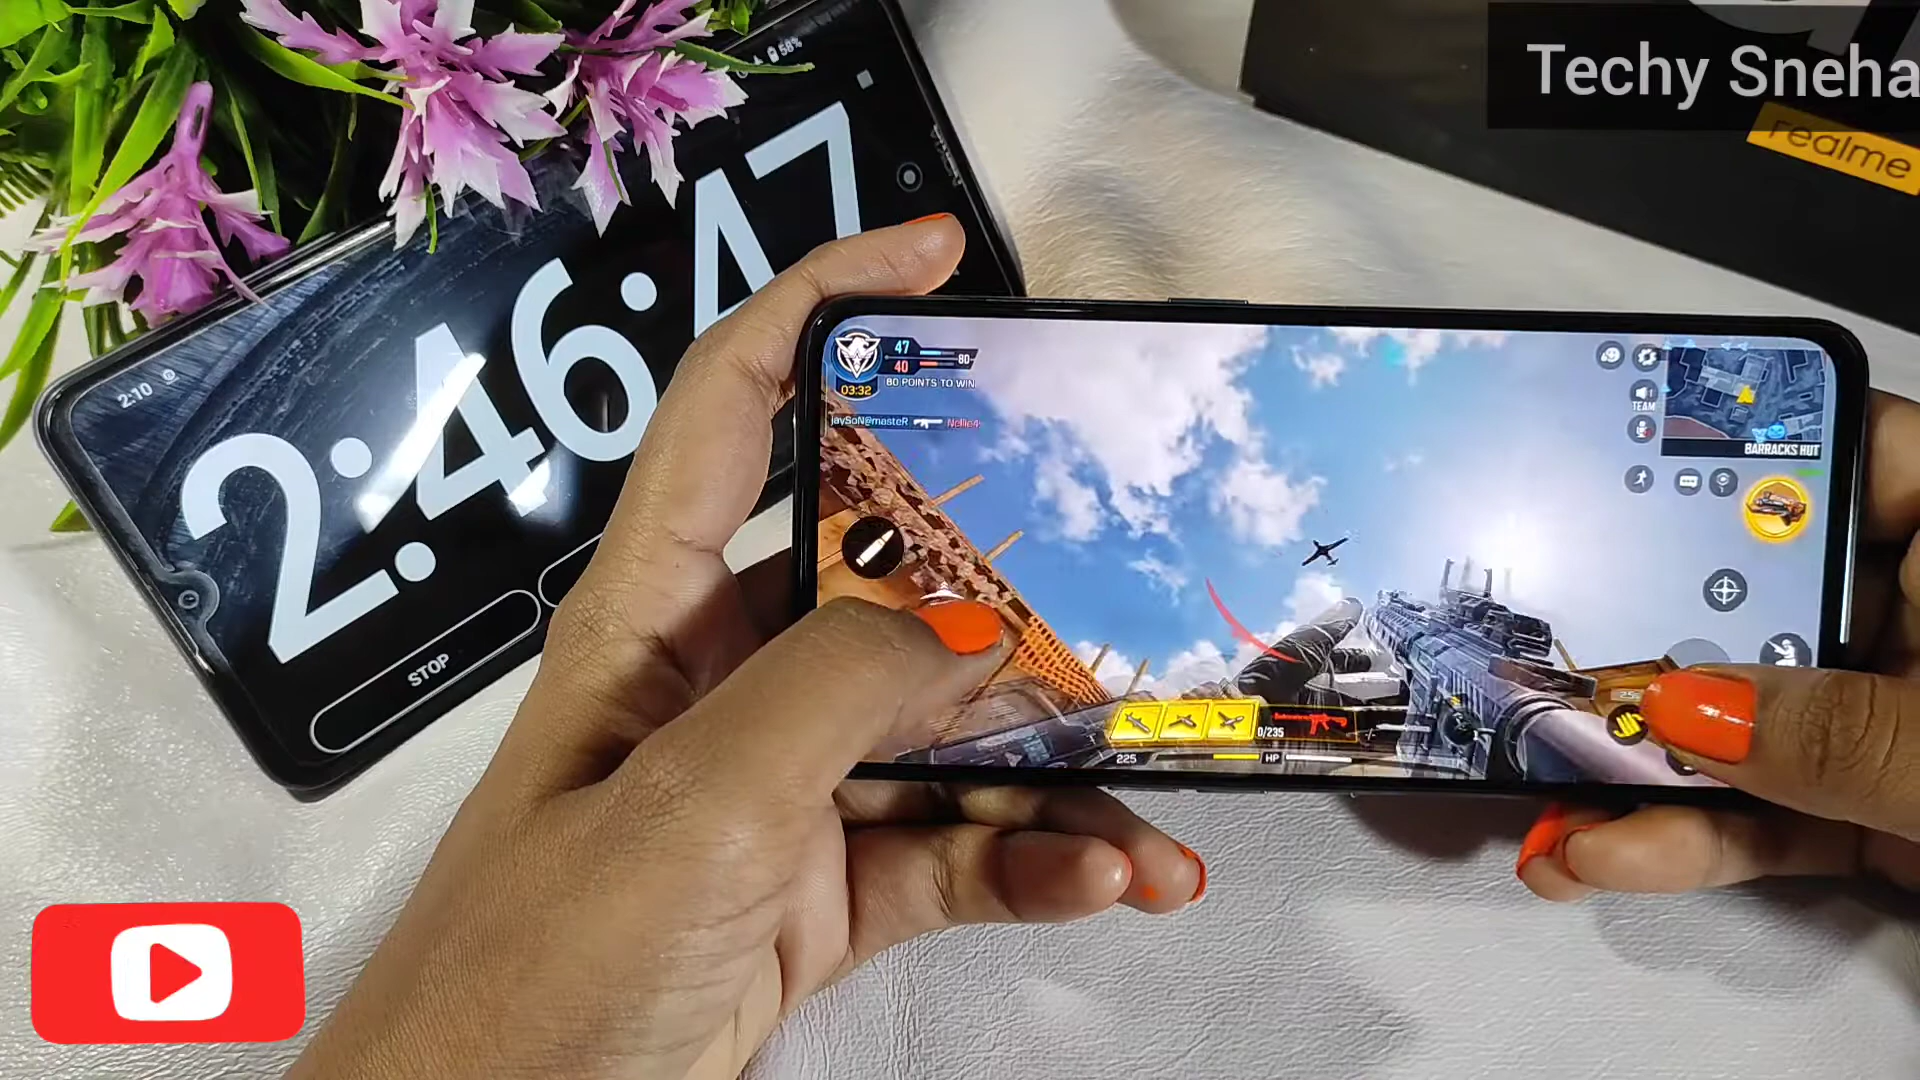 Techy Sneha
realme
58%
2:10
2:46:47
STOP
47
40
80
03:32
80 POINTS TO WIN
jaySoN@masteR
TEAM
BARRACKS HUT
0/235
225
HP